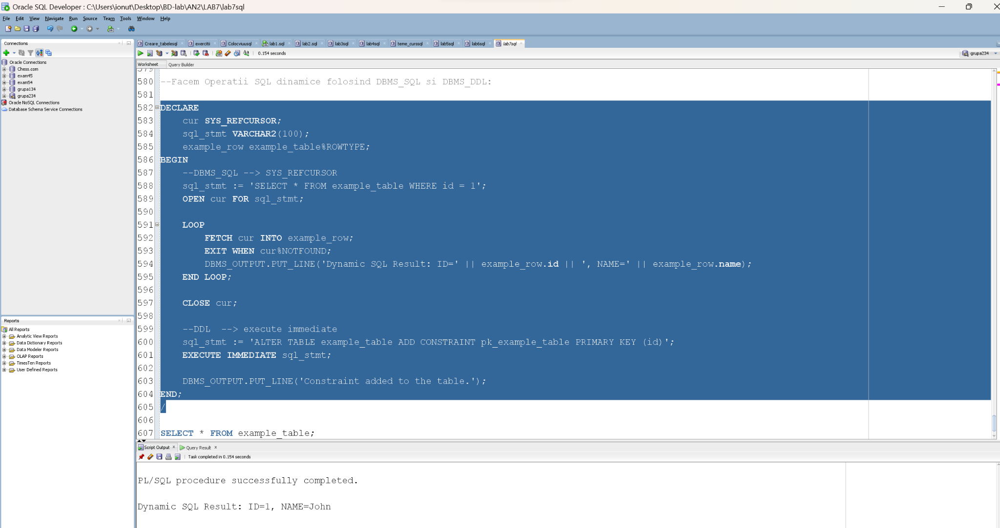 Oracle SQL Developer : C:\Users\ionut\Desktop\BD-lab\AN2\LAB7\lab7sql
File Edit View Navigate Run Source Team Tools Window Help
Connections
Oracle Connections
Chess.com
exam45
exam54
grupa134
grupa234
Oracle NoSQL Connections
Database Schema Service Connections
Reports
All Reports
Analytic View Reports
Data Dictionary Reports
Data Modeler Reports
OLAP Reports
TimesTen Reports
User Defined Reports
Creare_tabelesql exercitii Colocviuusql lab1.sql lab2.sql lab3sql lab4sql teme_curssql lab5sql lab6sql lab7sql
0.154 seconds
grupa234
Worksheet Query Builder
579
580 --Facem Operatii SQL dinamice folosind DBMS_SQL si DBMS_DDL:
581
582 DECLARE
583 cur SYS_REFCURSOR;
584 sql_stmt VARCHAR2(100);
585 example_row example_table%ROWTYPE;
586 BEGIN
587 --DBMS_SQL --> SYS_REFCURSOR
588 sql_stmt := 'SELECT * FROM example_table WHERE id = 1';
589 OPEN cur FOR sql_stmt;
590
591 LOOP
592 FETCH cur INTO example_row;
593 EXIT WHEN cur%NOTFOUND;
594 DBMS_OUTPUT.PUT_LINE('Dynamic SQL Result: ID=' || example_row.id || ', NAME=' || example_row.name);
595 END LOOP;
596
597 CLOSE cur;
598
599 --DDL --> execute immediate
600 sql_stmt := 'ALTER TABLE example_table ADD CONSTRAINT pk_example_table PRIMARY KEY (id)';
601 EXECUTE IMMEDIATE sql_stmt;
602
603 DBMS_OUTPUT.PUT_LINE('Constraint added to the table.');
604 END;
605 /
606
607 SELECT * FROM example_table;
Script Output Query Result
Task completed in 0.154 seconds
PL/SQL procedure successfully completed.
Dynamic SQL Result: ID=1, NAME=John